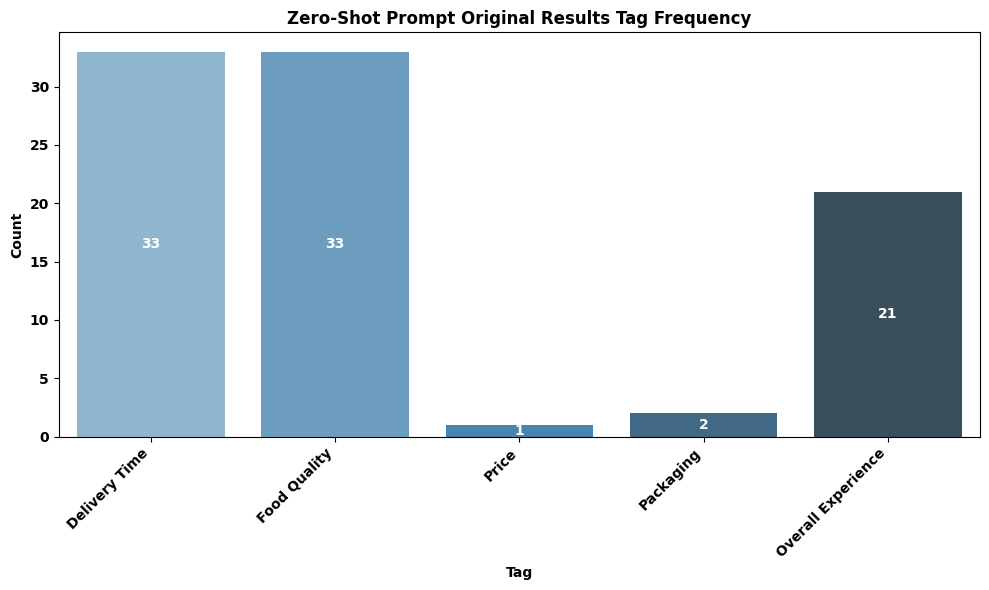 Zero-Shot Prompt Original Results Tag Frequency
Count
30
25
20
15
10
5
0
33
33
1
2
21
Delivery Time
Food Quality
Price
Packaging
Overall Experience
Tag